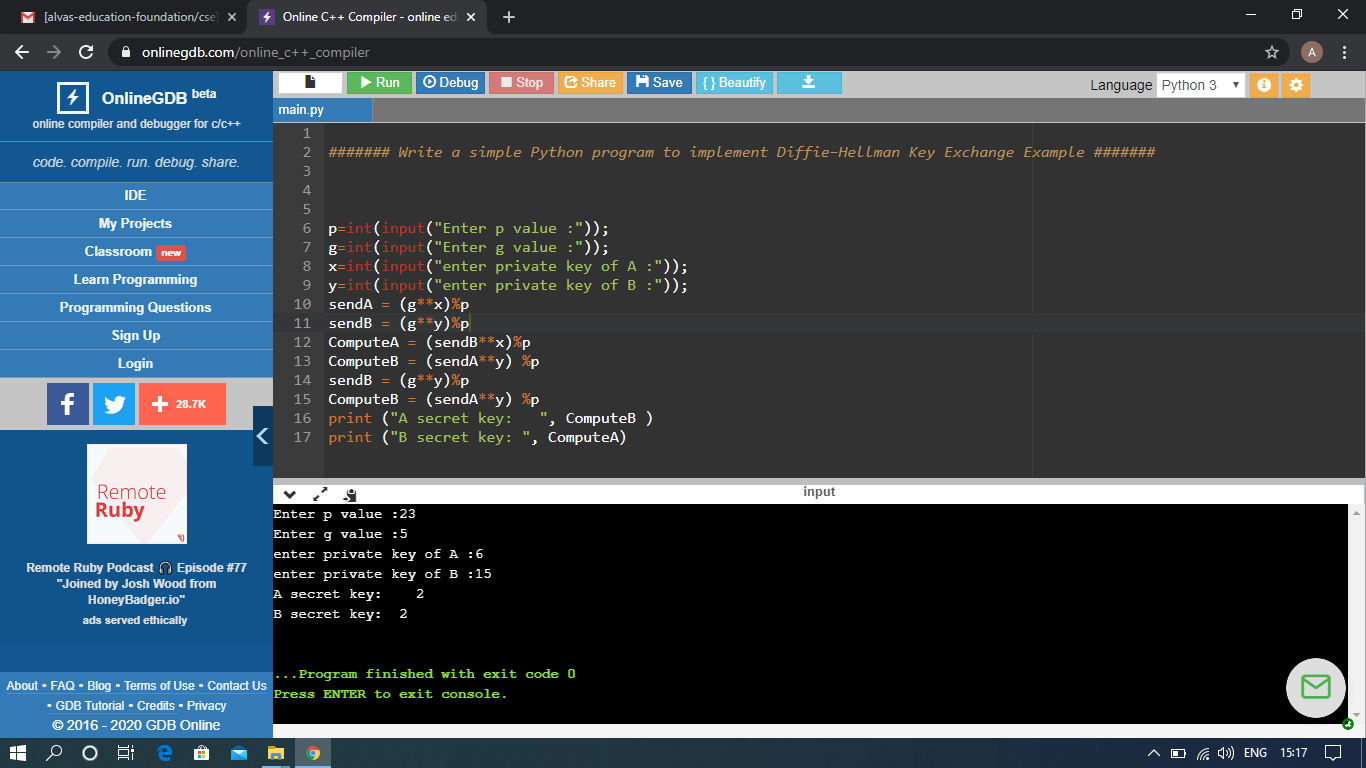 [alvas-education-foundation/cse]
Online C++ Compiler - online ed
onlinegdb.com/online_c++_compiler
A
OnlineGDB beta
online compiler and debugger for c/c++
code. compile. run. debug. share.
IDE
My Projects
Classroom new
Learn Programming
Programming Questions
Sign Up
Login
f
+ 28.7K
Remote
Ruby
Remote Ruby Podcast 🎧 Episode #77
"Joined by Josh Wood from
HoneyBadger.io"
ads served ethically
About • FAQ • Blog • Terms of Use • Contact Us
• GDB Tutorial • Credits • Privacy
© 2016 - 2020 GDB Online
Run Debug Stop Share Save { } Beautify
Language Python 3
main.py
1
2 ####### Write a simple Python program to implement Diffie-Hellman Key Exchange Example #######
3
4
5
6 p=int(input("Enter p value :"));
7 g=int(input("Enter g value :"));
8 x=int(input("enter private key of A :"));
9 y=int(input("enter private key of B :"));
10 sendA = (g**x)%p
11 sendB = (g**y)%p
12 ComputeA = (sendB**x)%p
13 ComputeB = (sendA**y) %p
14 sendB = (g**y)%p
15 ComputeB = (sendA**y) %p
16 print ("A secret key:   ", ComputeB )
17 print ("B secret key: ", ComputeA)
input
Enter p value :23
Enter g value :5
enter private key of A :6
enter private key of B :15
A secret key:    2
B secret key:  2
...Program finished with exit code 0
Press ENTER to exit console.
ENG 15:17